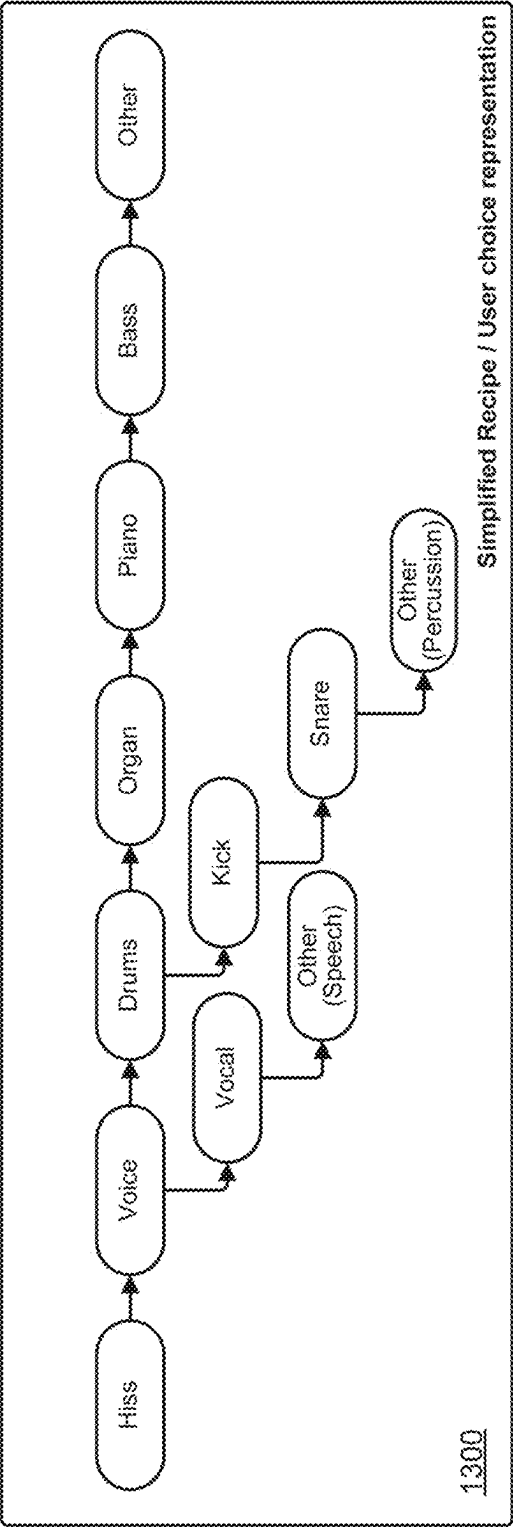 Hiss
Voice
Drums
Organ
Piano
Bass
Other
Vocal
Kick
Other
(Speech)
Snare
Other
(Percussion)
1300
Simplified Recipe / User choice representation